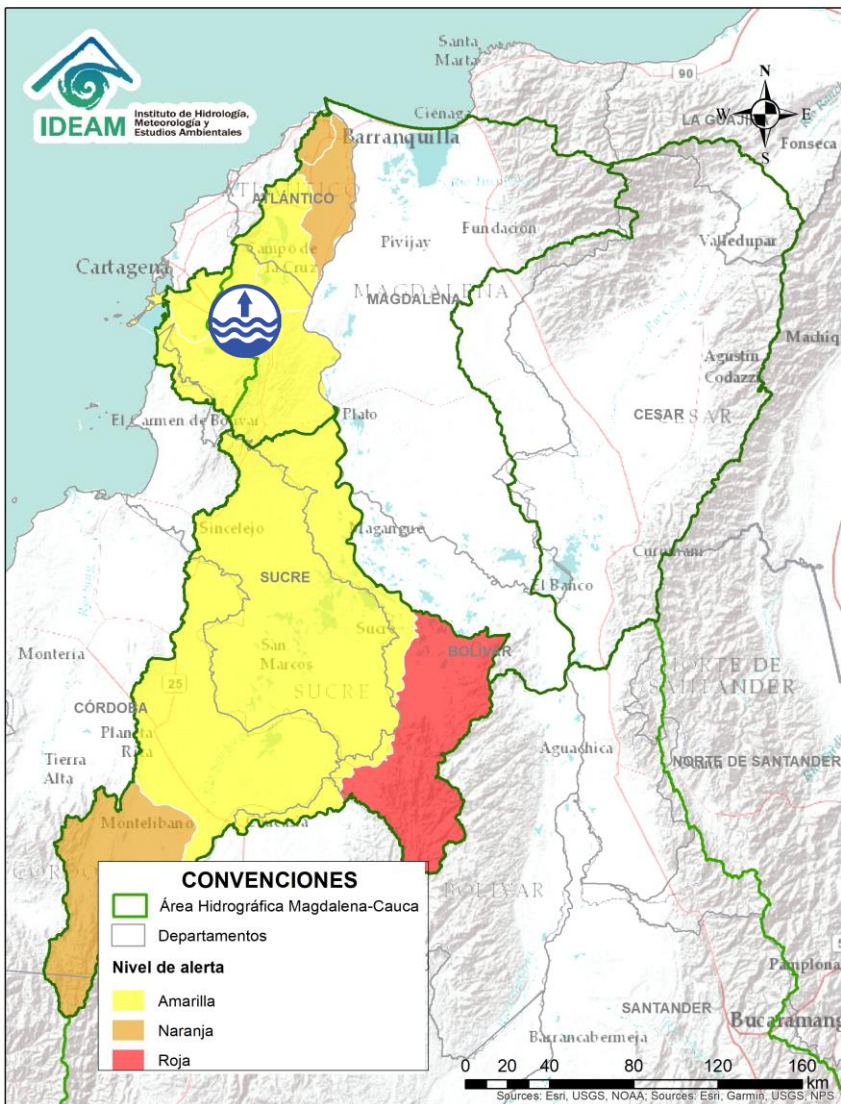 IDEAM
Instituto de Hidrología,
Meteorología y
Estudios Ambientales
Santa
Marta
90
N
W
E
S
LA GUAJIRA
Ciénaga
Barranquilla
Fonseca
ATLÁNTICO
Pivijay
Fundación
Valledupar
Campo de
la Cruz
Cartagena
MAGDALENA
MAGDALENA
Agustín
Codazzi
CESAR
CESAR
El Carmen de Bolívar
Plato
Sincelejo
Magangue
Curumaní
El Banco
SUCRE
Sucre
San
Marcos
SUCRE
BOLÍVAR
Montería
25
NORTE DE
SANTANDER
CÓRDOBA
Planeta
Rica
Tierra
Alta
Aguachica
NORTE DE SANTANDER
Montelibano
BOLÍVAR
CONVENCIONES
Área Hidrográfica Magdalena-Cauca
Departamentos
Nivel de alerta
Amarilla
Naranja
Roja
Pamplona
SANTANDER
Bucaramang
Barrancabermeja
0 20 40 80 120 160
km
Sources: Esri, USGS, NOAA; Sources: Esri, Garmin, USGS, NPS